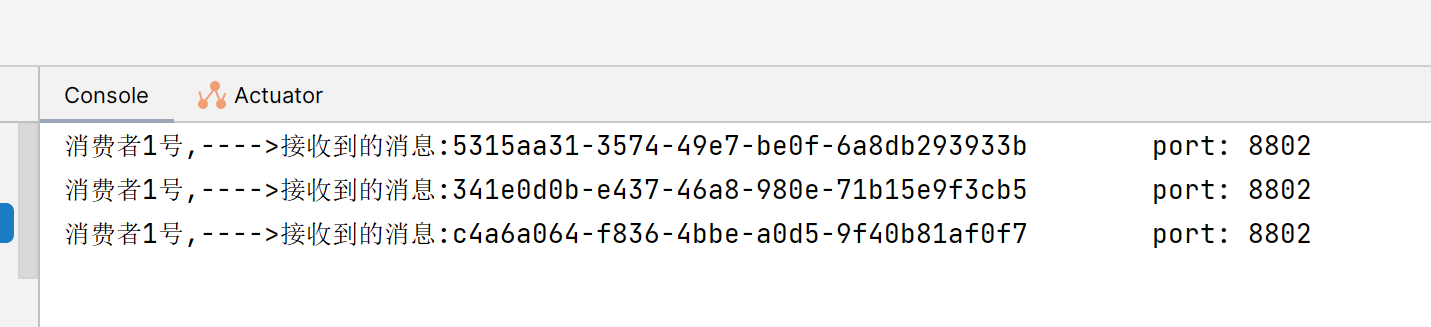 Console Actuator
消费者1号,---->接收到的消息:5315aa31-3574-49e7-be0f-6a8db293933b port: 8802
消费者1号,---->接收到的消息:341e0d0b-e437-46a8-980e-71b15e9f3cb5 port: 8802
消费者1号,---->接收到的消息:c4a6a064-f836-4bbe-a0d5-9f40b81af0f7 port: 8802